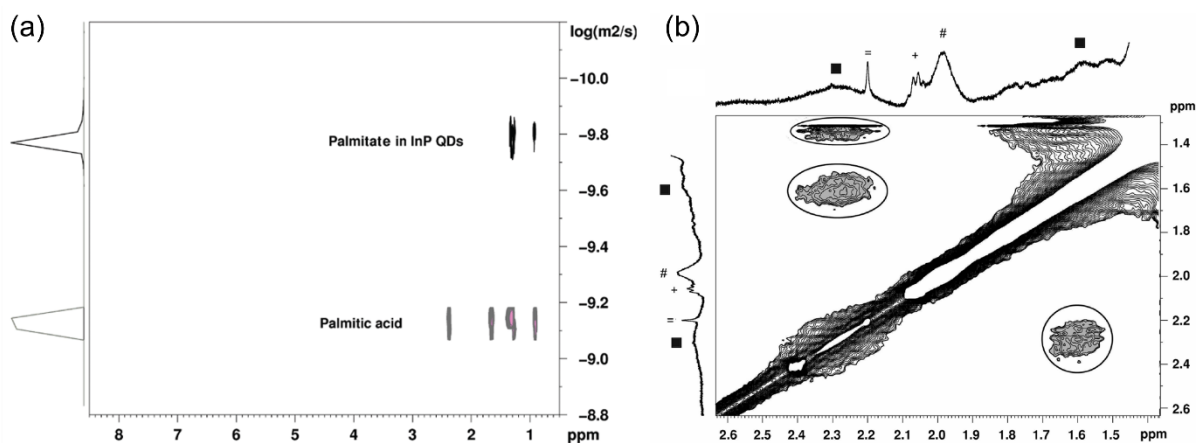 (a)
log(m2/s)
-10.0
-9.8
Palmitate in InP QDs
-9.6
-9.4
-9.2
Palmitic acid
-9.0
-8.8
8 7 6 5 4 3 2 1 ppm
(b)
■ = + # ■
ppm
■
# 
+
=
■
1.4
1.6
1.8
2.0
2.2
2.4
2.6
2.6 2.5 2.4 2.3 2.2 2.1 2.0 1.9 1.8 1.7 1.6 1.5 ppm